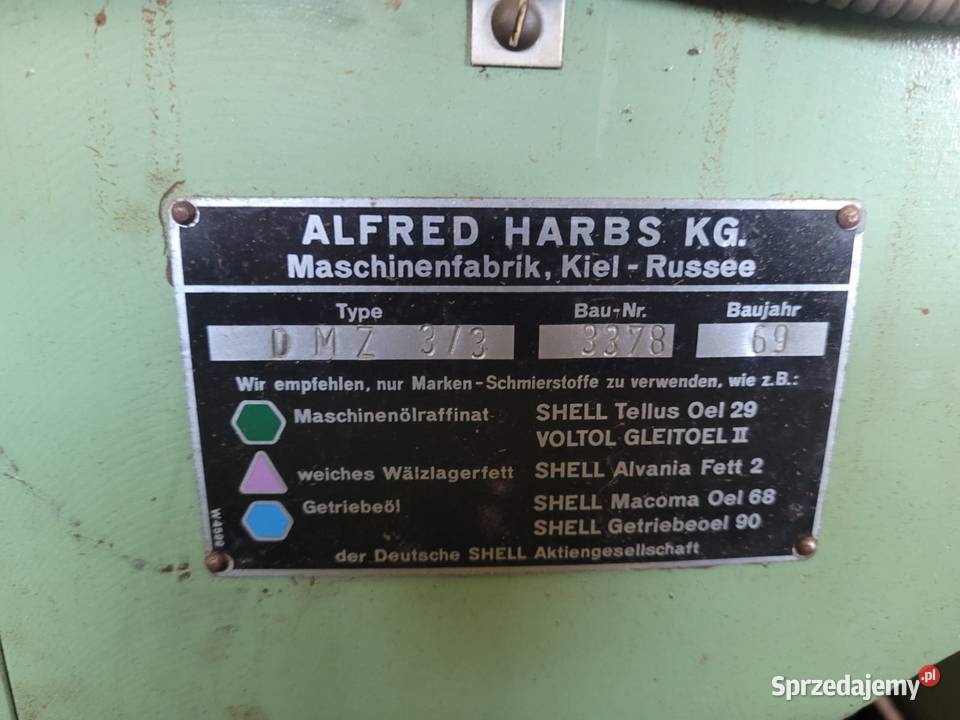 ALFRED HARBS KG.
Maschinenfabrik, Kiel - Russee
Type Bau-Nr. Baujahr
DMZ 3/3 3378 69
Wir empfehlen, nur Marken-Schmierstoffe zu verwenden, wie z.B.:
Maschinenölraffinat SHELL Tellus Oel 29
VOLTOL GLEITOEL II
weiches Wälzlagerfett SHELL Alvania Fett 2
Getriebeöl SHELL Macoma Oel 68
SHELL Getriebeoel 90
der Deutsche SHELL Aktiengesellschaft
W4599
Sprzedajemy.pl